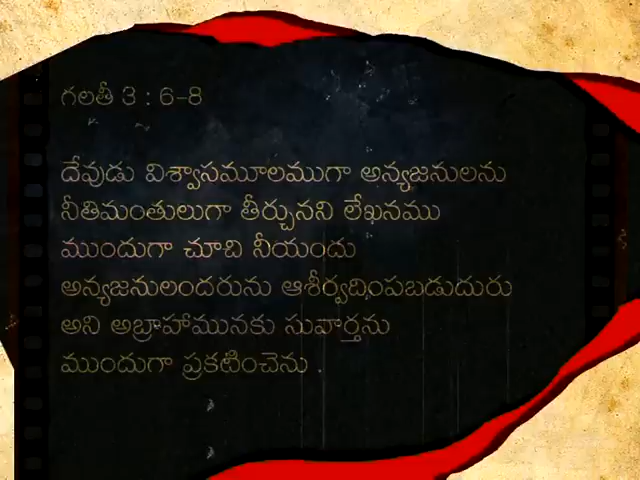 గలతీ 3 : 6-8
దేవుడు విశ్వాసమూలముగా అన్యజనులను
నీతిమంతులుగా తీర్చునని లేఖనము
ముందుగా చూచి నీయందు
అన్యజనులందరును ఆశీర్వదింపబడుదురు
అని అబ్రాహామునకు సువార్తను
ముందుగా ప్రకటించెను .